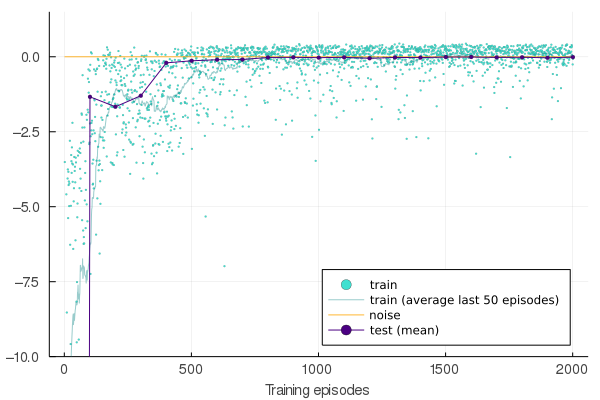 0.0
−2.5
−5.0
−7.5
−10.0
0 500 1000 1500 2000
Training episodes
train
train (average last 50 episodes)
noise
test (mean)